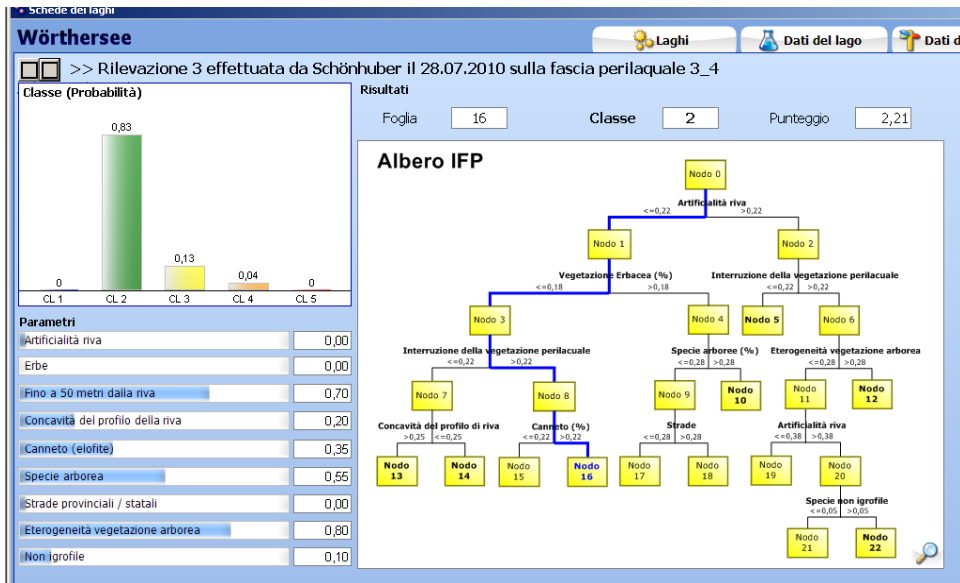 Schede dei laghi
Wörthersee
Laghi
Dati del lago
Dati d
>> Rilevazione 3 effettuata da Schönhuber il 28.07.2010 sulla fascia perilaquale 3_4
Classe (Probabilità)
0,83
0,13
0,04
0
0
CL 1 CL 2 CL 3 CL 4 CL 5
Parametri
Artificialità riva 0,00
Erbe 0,00
Fino a 50 metri dalla riva 0,70
Concavità del profilo della riva 0,20
Canneto (elofite) 0,35
Specie arborea 0,55
Strade provinciali / statali 0,00
Eterogeneità vegetazione arborea 0,80
Non igrofile 0,10
Risultati
Foglia 16 Classe 2 Punteggio 2,21
Albero IFP
Nodo 0
Artificialità riva
<=0,22 >0,22
Nodo 1 Nodo 2
Vegetazione Erbacea (%) Interruzione della vegetazione perilacuale
<=0,18 >0,18 <=0,22 >0,22
Nodo 3 Nodo 4 Nodo 5 Nodo 6
Interruzione della vegetazione perilacuale Specie arboree (%) Eterogeneità vegetazione arborea
<=0,22 >0,22 <=0,28 >0,28 <=0,28 >0,28
Nodo 7 Nodo 8 Nodo 9 Nodo 10 Nodo 11 Nodo 12
Concavità del profilo di riva Canneto (%) Strade Artificialità riva
>0,25 <=0,25 <=0,22 >0,22 <=0,28 >0,28 <=0,38 >0,38
Nodo 13 Nodo 14 Nodo 15 Nodo 16 Nodo 17 Nodo 18 Nodo 19 Nodo 20
Specie non igrofile
<=0,05 >0,05
Nodo 21 Nodo 22